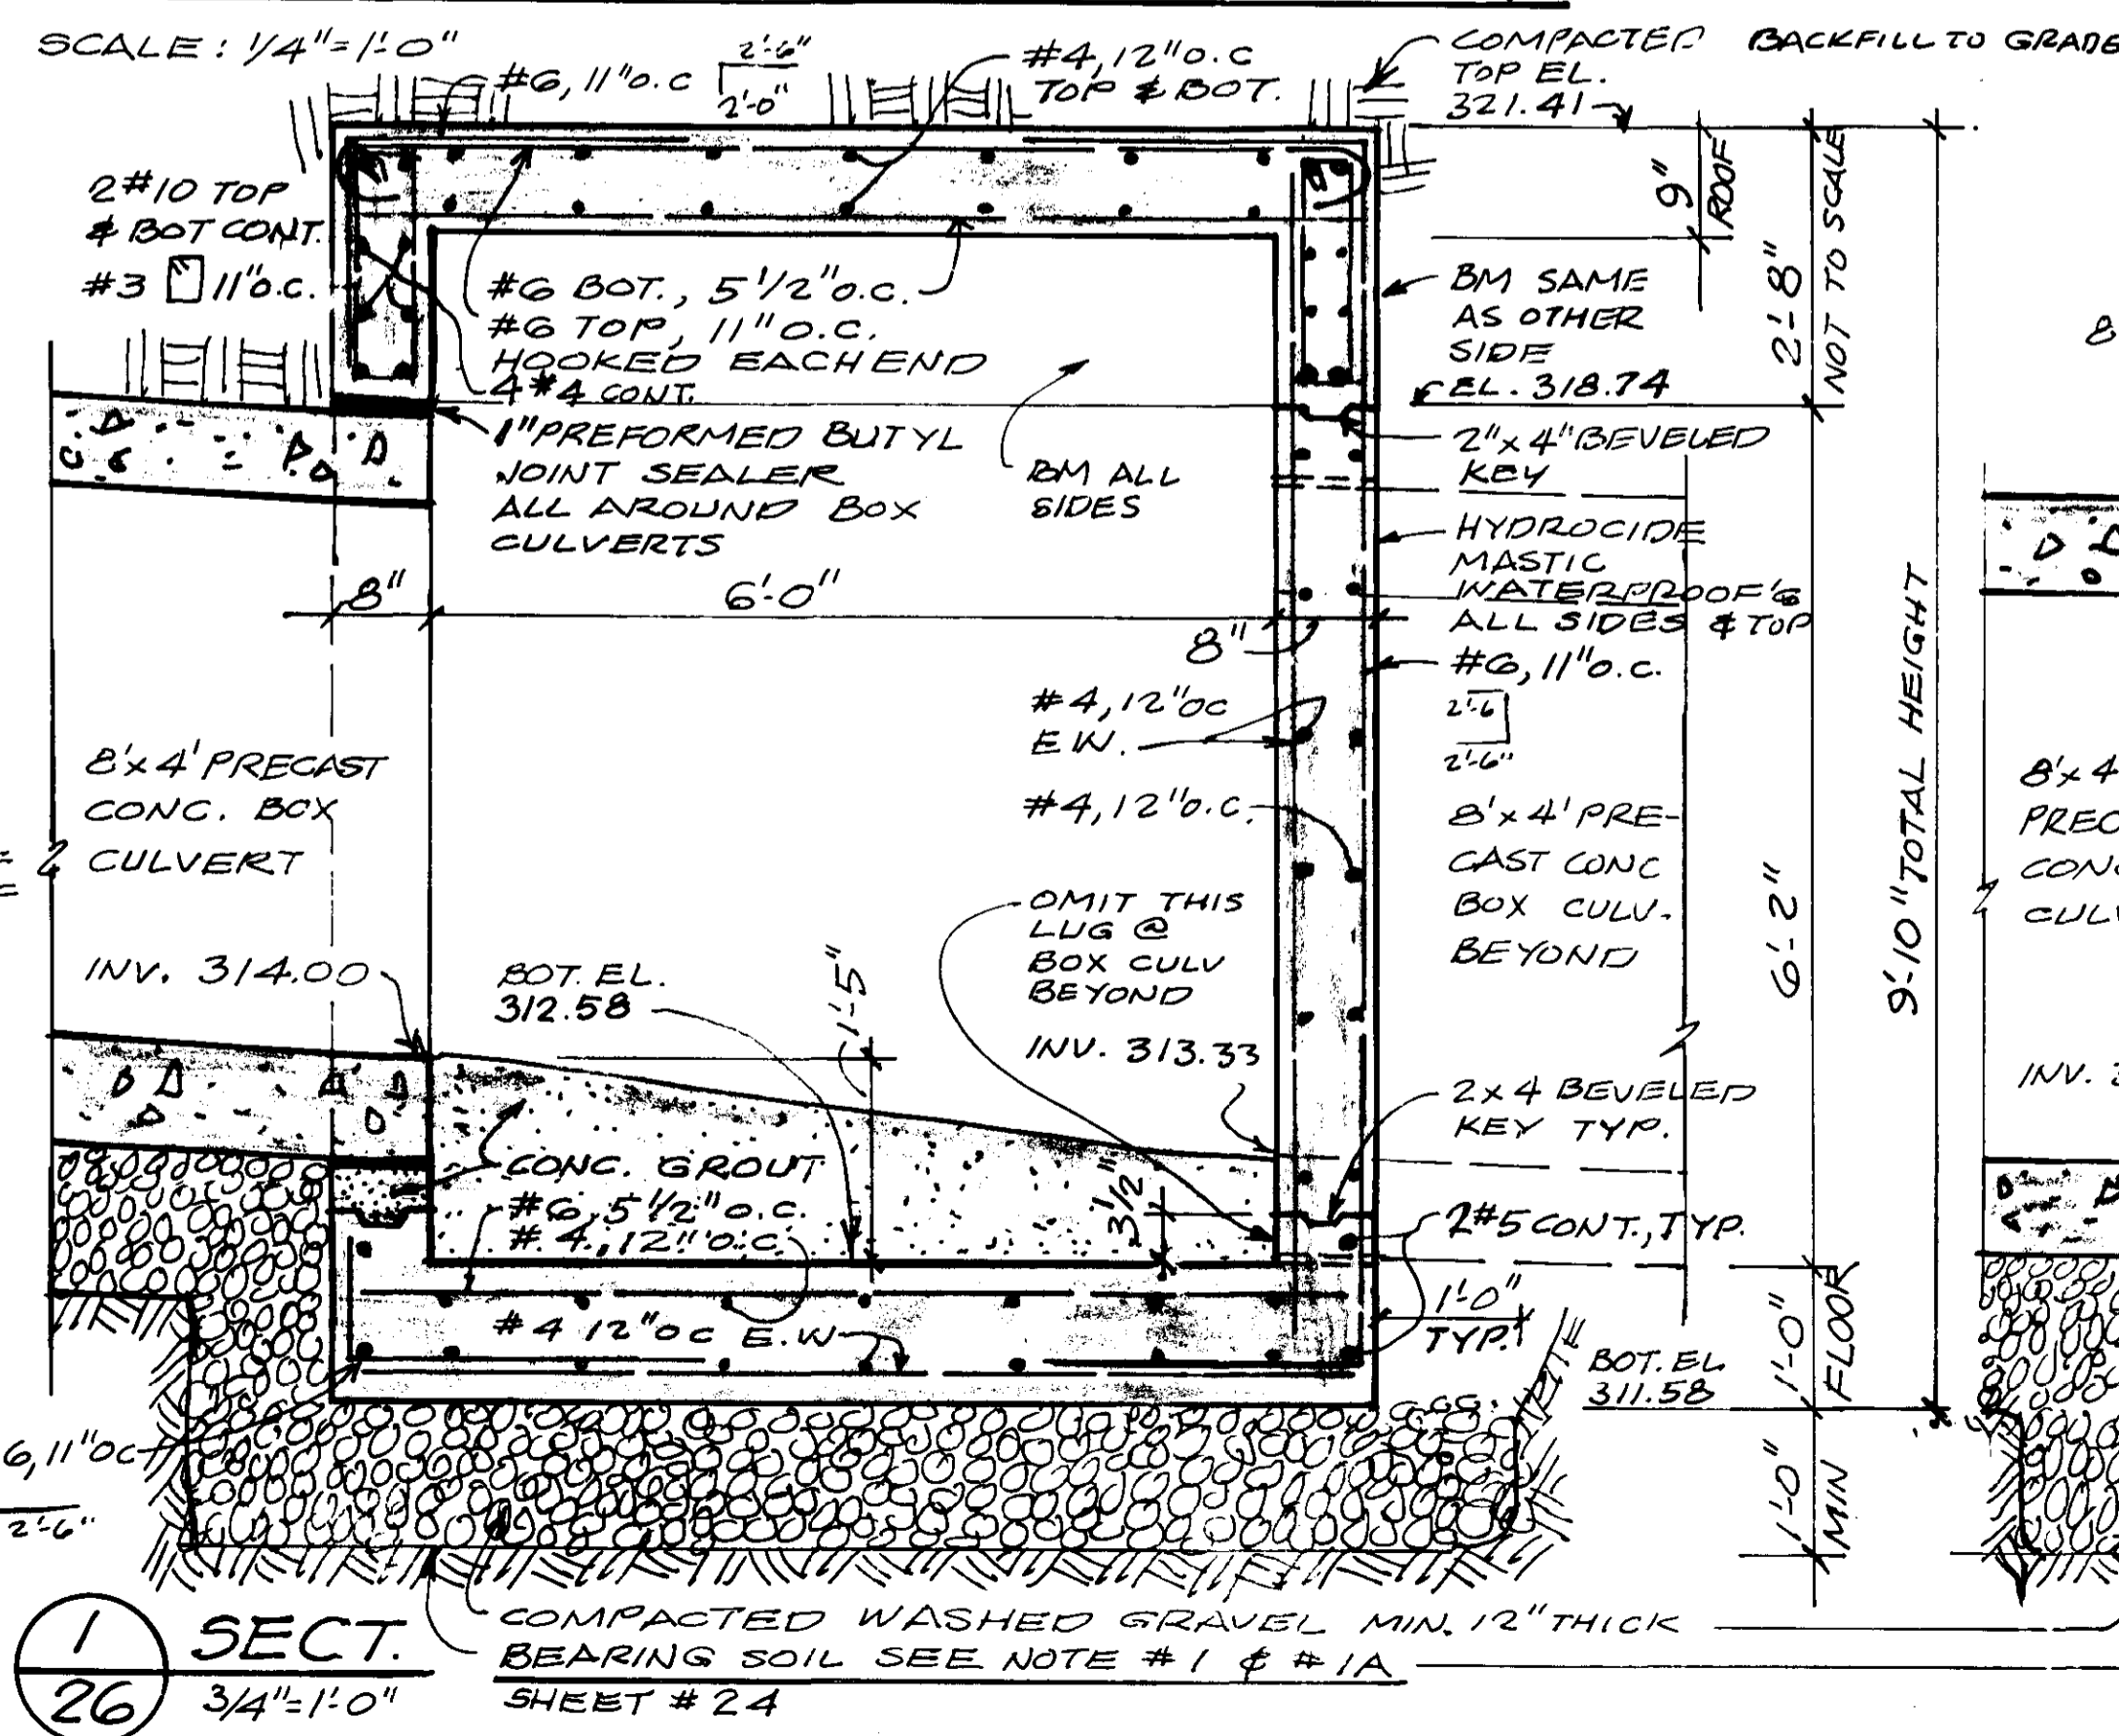 SCALE: 1/4"=1'-0"
#6, 11"o.c
2'-6"
2'-0"
#4, 12"o.c
TOP & BOT.
COMPACTED BACKFILL TO GRADE
TOP EL.
321.41
2#10 TOP
& BOT CONT.
#3 11"o.c.
#6 BOT., 5 1/2"o.c.
#6 TOP, 11"O.C.
HOOKED EACH END
4#4 CONT.
1"PREFORMED BUTYL
JOINT SEALER
ALL AROUND BOX
CULVERTS
BM ALL
SIDES
9"
ROOF
2'-8"
NOT TO SCALE
BM SAME
AS OTHER
SIDE
EL. 318.74
2"x4"BEVELED
KEY
HYDROCIDE
MASTIC
WATERPROOF'G
ALL SIDES & TOP
#6, 11"o.c.
2'-6
2'-6"
8"
6'-0"
8"
#4, 12"oc
E.W.
#4, 12"o.c.
8'x4' PRECAST
CONC. BOX
CULVERT
8'x4' PRE-
CAST CONC
BOX CULV.
BEYOND
OMIT THIS
LUG @
BOX CULV
BEYOND
INV. 314.00
BOT. EL.
312.58
1'-5"
INV. 313.33
6'-2"
9'-10"TOTAL HEIGHT
2x4 BEVELED
KEY TYP.
CONC. GROUT
#6, 5 1/2"o.c.
#4, 12"o.c.
3 1/2"
2#5 CONT., TYP.
#4 12"oc E.W
1'-0"
TYP.
BOT. EL
311.58
1'-0"
FLOOR
1'-0"
MIN
6, 11"oc
2'-6"
8
8'x4
INV.
1
26
SECT.
3/4"=1'-0"
COMPACTED WASHED GRAVEL MIN. 12"THICK
BEARING SOIL SEE NOTE #1 & #1A
SHEET #24